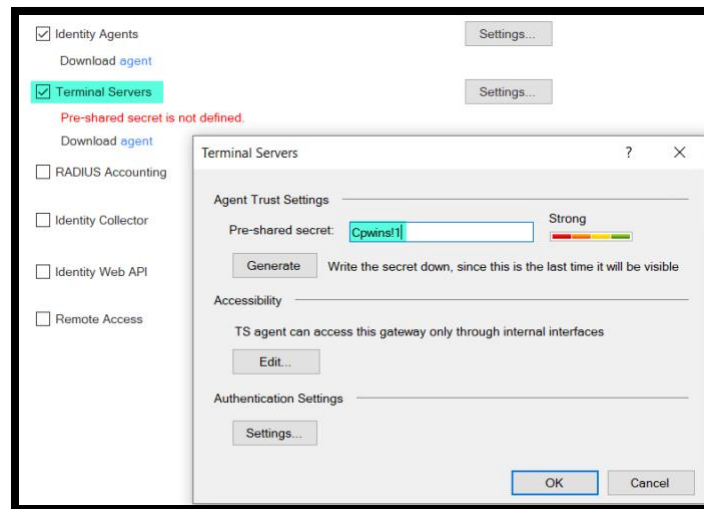 Identity Agents
Settings...
Download agent
Terminal Servers
Settings...
Pre-shared secret is not defined.
Download agent
RADIUS Accounting
Identity Collector
Identity Web API
Remote Access
Terminal Servers
?
Agent Trust Settings
Pre-shared secret: Cpwins!1
Strong
Generate
Write the secret down, since this is the last time it will be visible
Accessibility
TS agent can access this gateway only through internal interfaces
Edit...
Authentication Settings
Settings...
OK
Cancel